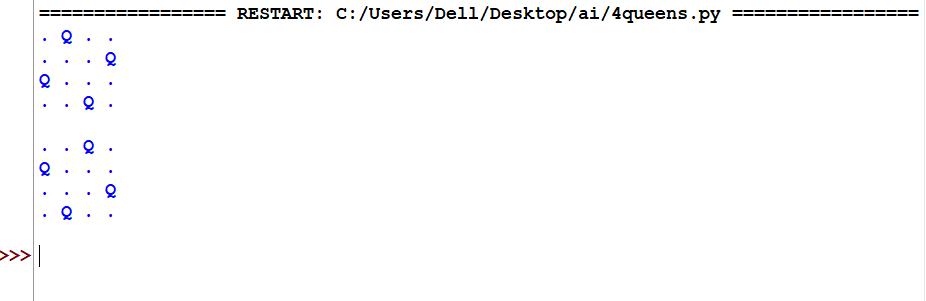 ================= RESTART: C:/Users/Dell/Desktop/ai/4queens.py =================
. Q . .
. . . Q
Q . . .
. . Q .
. . Q .
Q . . .
. . . Q
. Q . .
>>>